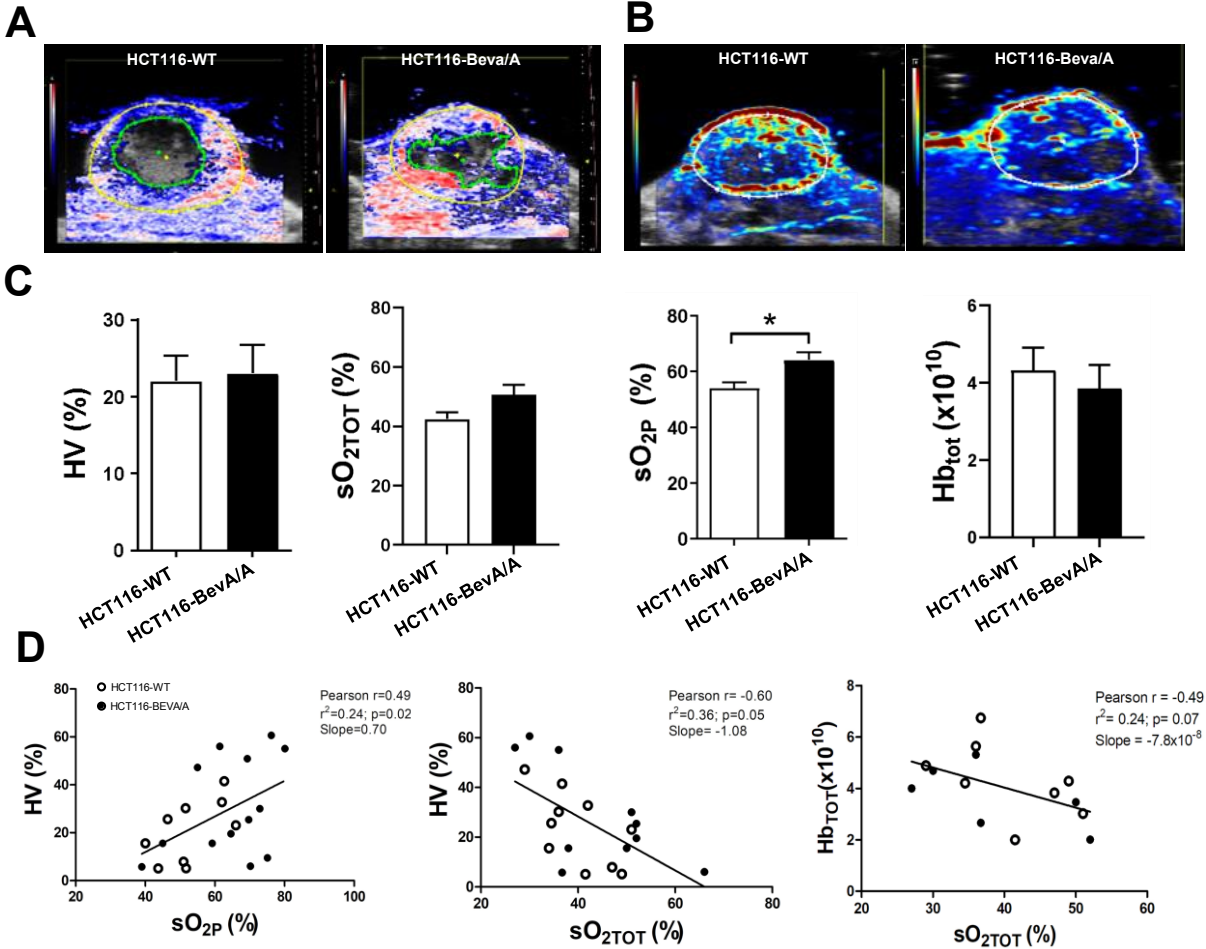 A
B
HCT116-WT
HCT116-Beva/A
HCT116-WT
HCT116-Beva/A
C
HV (%)
30
20
10
0
HCT116-WT
HCT116-BevA/A
sO2TOT (%)
80
60
40
20
0
HCT116-WT
HCT116-BevA/A
sO2P (%)
80
60
40
20
0
*
HCT116-WT
HCT116-BevA/A
Hbtot (x10^10)
6
4
2
0
HCT116-WT
HCT116-BevA/A
D
HV (%)
80
60
40
20
0
HCT116-WT
HCT116-BEVA/A
Pearson r=0.49
r^2=0.24; p=0.02
Slope=0.70
20 40 60 80 100
sO2P (%)
HV (%)
80
60
40
20
0
Pearson r= -0.60
r^2=0.36; p=0.05
Slope= -1.08
20 40 60 80
sO2TOT (%)
HbTOT(x10^10)
8
6
4
2
0
Pearson r = -0.49
r^2= 0.24; p= 0.07
Slope = -7.8x10^-8
20 30 40 50 60
sO2TOT (%)